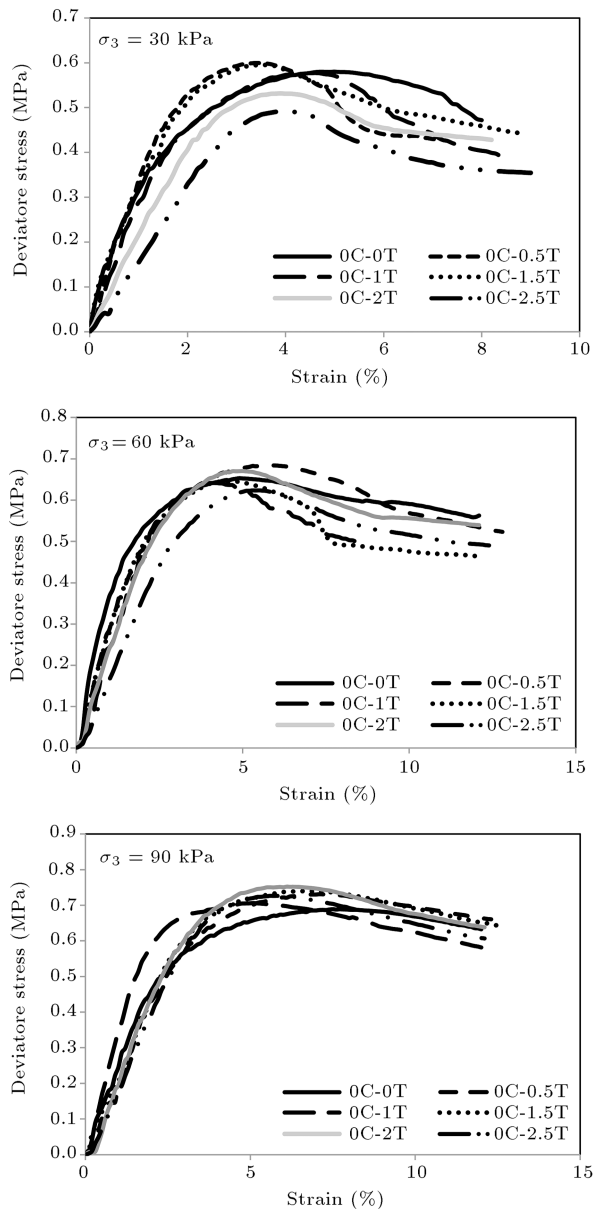 0.7
σ3 = 30 kPa
0.6
0.5
0.4
0.3
0.2
0.1
0.0
Deviatore stress (MPa)
0C-0T 0C-0.5T
0C-1T 0C-1.5T
0C-2T 0C-2.5T
0 2 4 6 8 10
Strain (%)
0.8
σ3 = 60 kPa
0.7
0.6
0.5
0.4
0.3
0.2
0.1
0.0
Deviatore stress (MPa)
0C-0T 0C-0.5T
0C-1T 0C-1.5T
0C-2T 0C-2.5T
0 5 10 15
Strain (%)
0.9
σ3 = 90 kPa
0.8
0.7
0.6
0.5
0.4
0.3
0.2
0.1
0.0
Deviatore stress (MPa)
0C-0T 0C-0.5T
0C-1T 0C-1.5T
0C-2T 0C-2.5T
0 5 10 15
Strain (%)